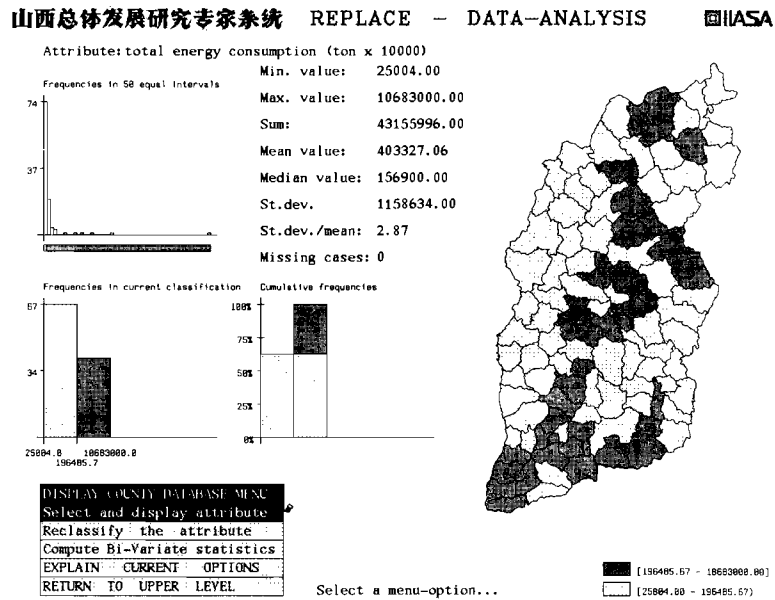 山西总体发展研究专家系统 REPLACE - DATA-ANALYSIS IIASA
Attribute: total energy consumption (ton x 10000)
Min. value: 25004.00
Max. value: 10683000.00
Sum: 43155996.00
Mean value: 403327.06
Median value: 156900.00
St.dev. 1158634.00
St.dev./mean: 2.87
Missing cases: 0
Frequencies in 50 equal intervals
74
37
Frequencies in current classification
67
34
25004.0 10683000.0
196485.7
Cumulative frequencies
100%
75%
50%
25%
0%
DISPLAY COUNTY DATABASE MENU
Select and display attribute
Reclassify the attribute
Compute Bi-Variate statistics
EXPLAIN CURRENT OPTIONS
RETURN TO UPPER LEVEL
Select a menu-option...
[196485.67 - 10683000.00]
[25004.00 - 196485.67)